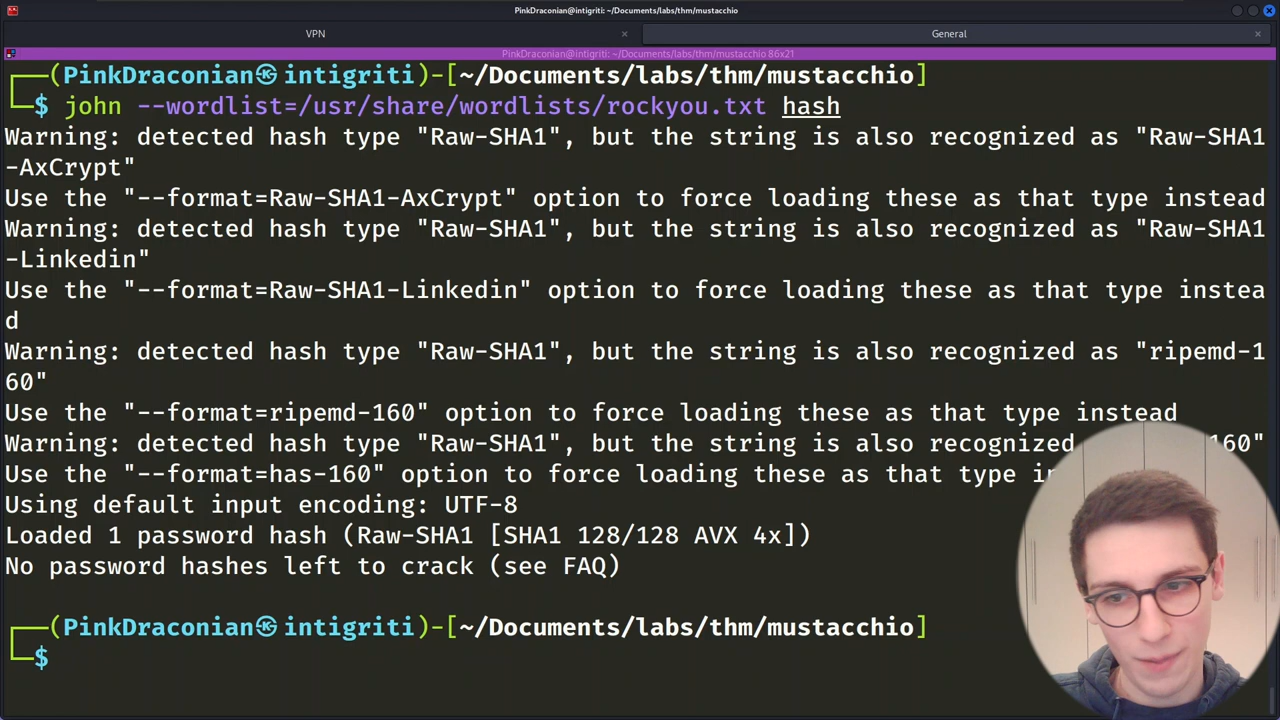 PinkDraconian@intigriti: ~/Documents/labs/thm/mustacchio
VPN
General
PinkDraconian@intigriti: ~/Documents/labs/thm/mustacchio 86x21
┌──(PinkDraconian㉿intigriti)-[~/Documents/labs/thm/mustacchio]
└─$ john --wordlist=/usr/share/wordlists/rockyou.txt hash
Warning: detected hash type "Raw-SHA1", but the string is also recognized as "Raw-SHA1
-AxCrypt"
Use the "--format=Raw-SHA1-AxCrypt" option to force loading these as that type instead
Warning: detected hash type "Raw-SHA1", but the string is also recognized as "Raw-SHA1
-Linkedin"
Use the "--format=Raw-SHA1-Linkedin" option to force loading these as that type instea
d
Warning: detected hash type "Raw-SHA1", but the string is also recognized as "ripemd-1
60"
Use the "--format=ripemd-160" option to force loading these as that type instead
Warning: detected hash type "Raw-SHA1", but the string is also recognized 160"
Use the "--format=has-160" option to force loading these as that type
Using default input encoding: UTF-8
Loaded 1 password hash (Raw-SHA1 [SHA1 128/128 AVX 4x])
No password hashes left to crack (see FAQ)
┌──(PinkDraconian㉿intigriti)-[~/Documents/labs/thm/mustacchio]
└─$